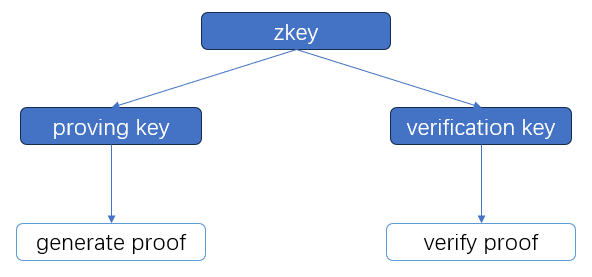 zkey
proving key
verification key
generate proof
verify proof